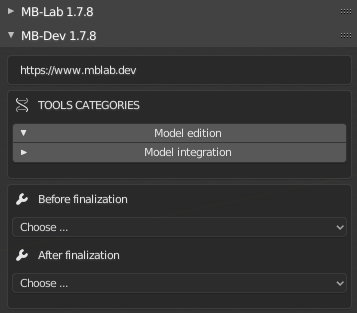 MB-Lab 1.7.8
MB-Dev 1.7.8
https://www.mblab.dev
TOOLS CATEGORIES
Model edition
Model integration
Before finalization
Choose ...
After finalization
Choose ...